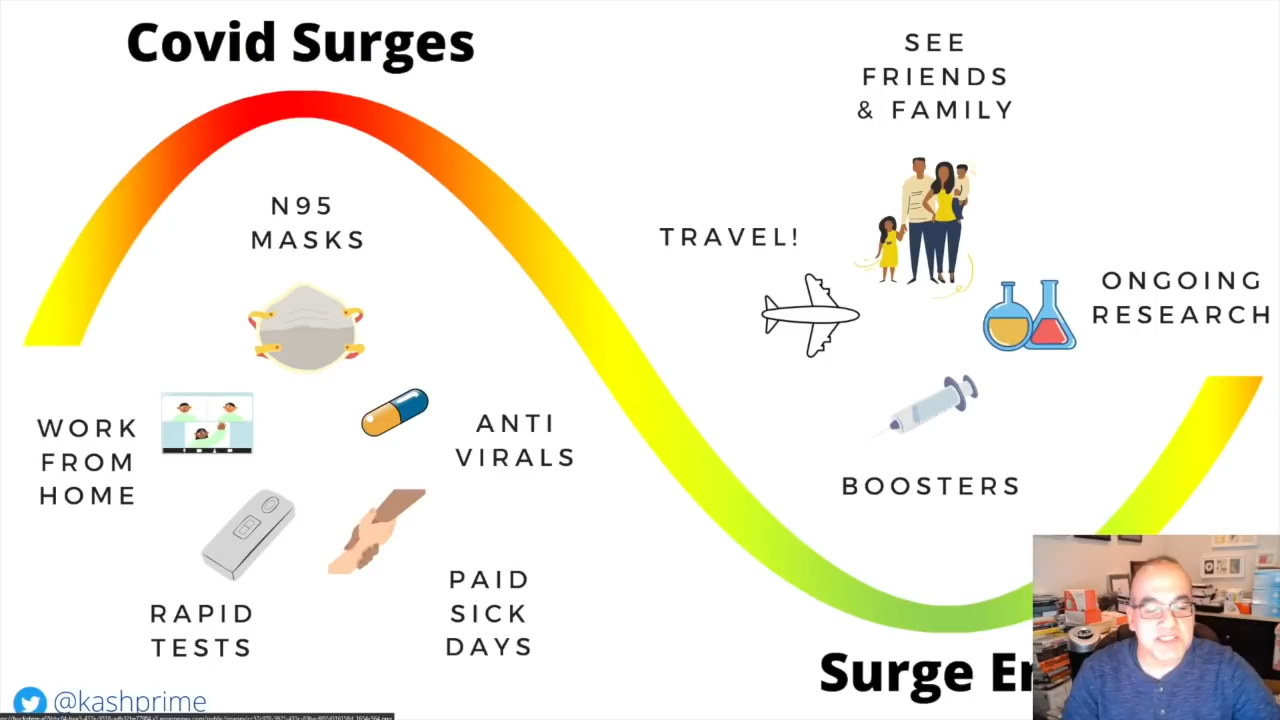 Covid Surges
N95
MASKS
WORK
FROM
HOME
ANTI
VIRALS
RAPID
TESTS
PAID
SICK
DAYS
SEE
FRIENDS
& FAMILY
TRAVEL!
ONGOING
RESEARCH
BOOSTERS
Surge
@kashprime